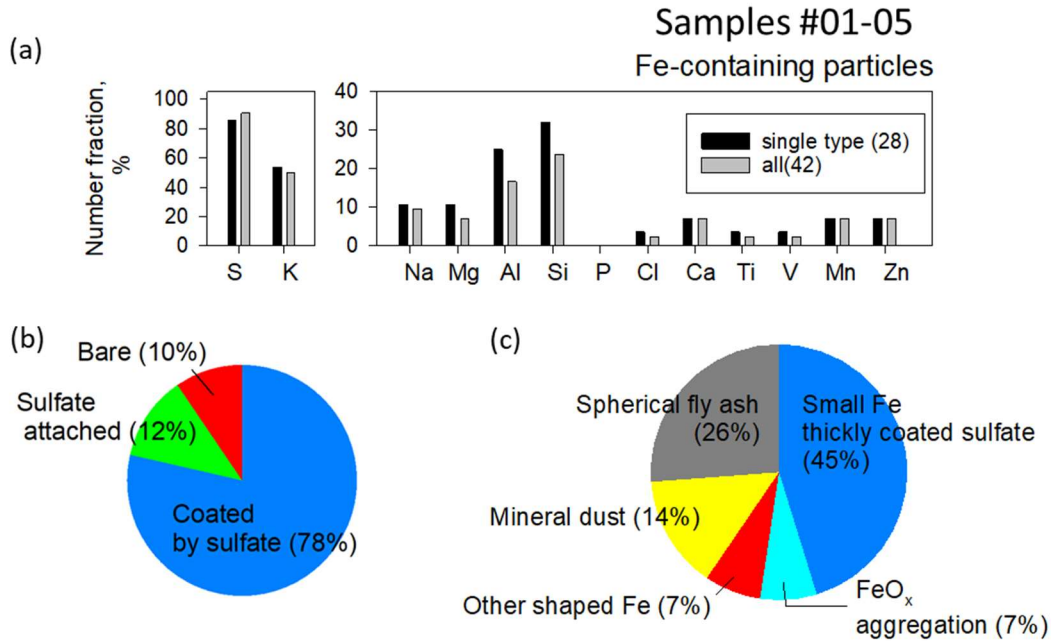 Samples #01-05
(a)
Fe-containing particles
Number fraction,
%
100
80
60
40
20
0
S
K
40
30
20
10
0
single type (28)
all(42)
Na
Mg
Al
Si
P
Cl
Ca
Ti
V
Mn
Zn
(b)
Bare (10%)
Sulfate
attached (12%)
Coated
by sulfate (78%)
(c)
Spherical fly ash
(26%)
Small Fe
thickly coated sulfate
(45%)
Mineral dust (14%)
Other shaped Fe (7%)
FeOx
aggregation (7%)